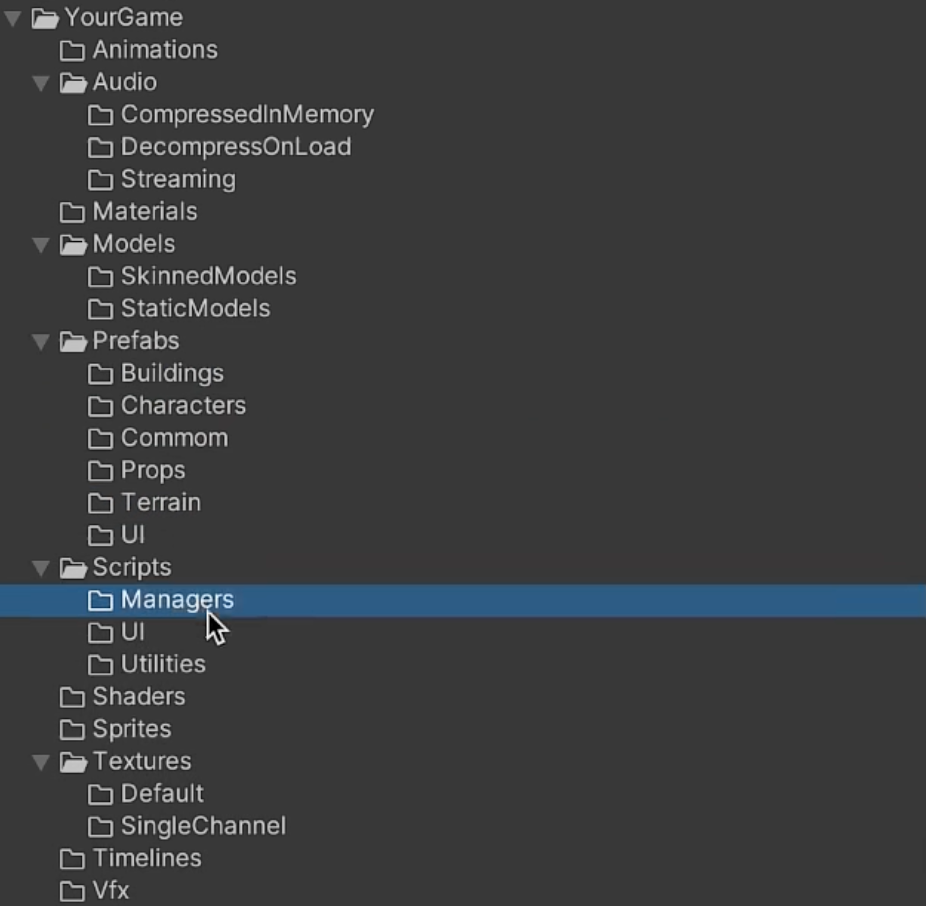 YourGame
Animations
Audio
CompressedInMemory
DecompressOnLoad
Streaming
Materials
Models
SkinnedModels
StaticModels
Prefabs
Buildings
Characters
Commom
Props
Terrain
UI
Scripts
Managers
UI
Utilities
Shaders
Sprites
Textures
Default
SingleChannel
Timelines
Vfx